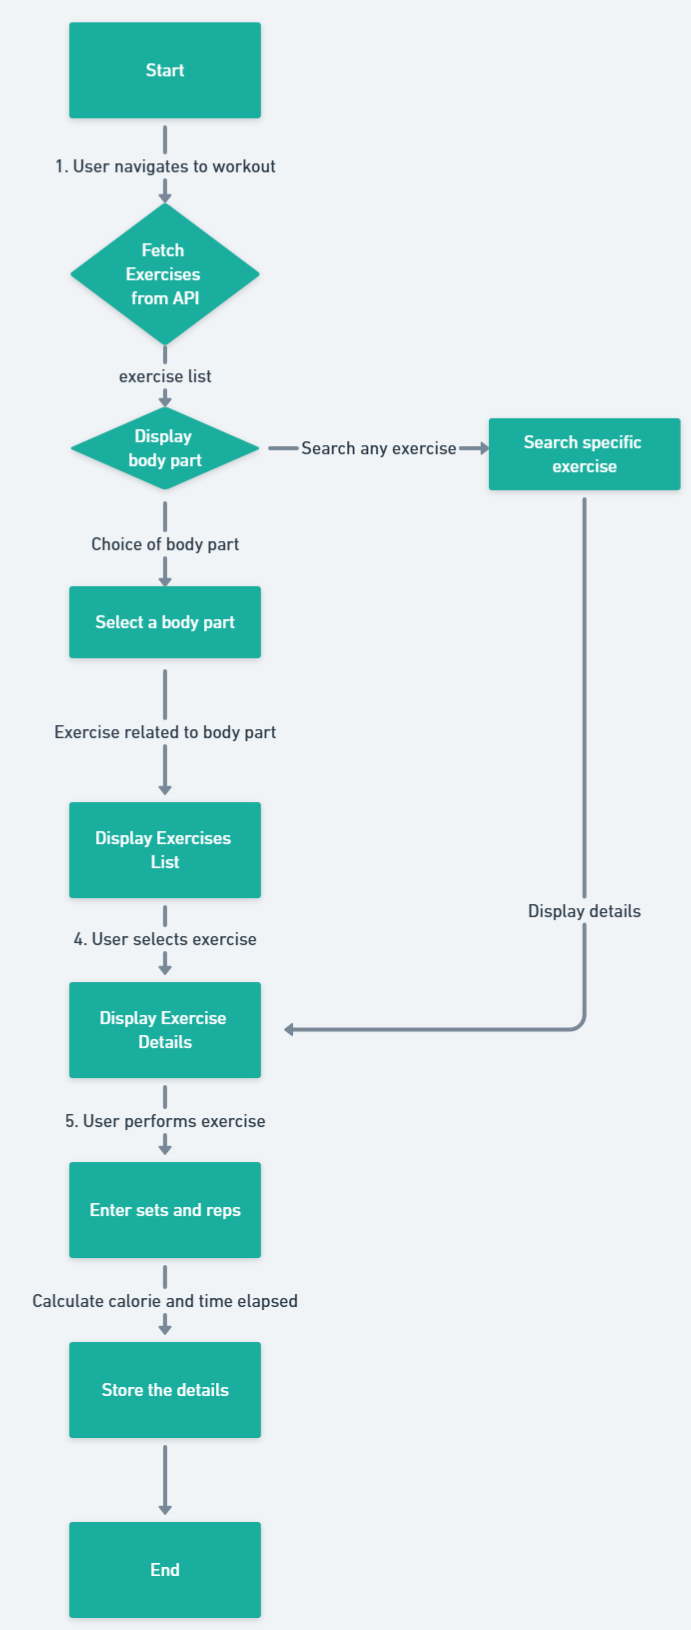 Start
1. User navigates to workout
Fetch
Exercises
from API
exercise list
Display
body part
Search any exercise
Search specific
exercise
Choice of body part
Select a body part
Exercise related to body part
Display Exercises
List
Display details
4. User selects exercise
Display Exercise
Details
5. User performs exercise
Enter sets and reps
Calculate calorie and time elapsed
Store the details
End